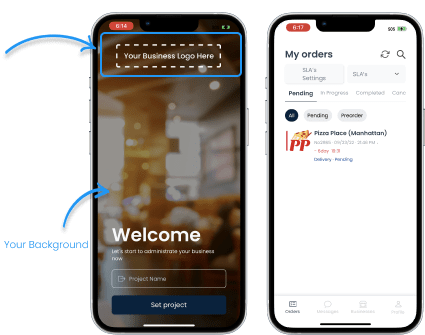 6:14
Your Business Logo Here
Your Background
Welcome
Let's start to administrate your business
now
Project Name
Set project
6:17
SOS
My orders
SLA's
Settings
SLA's
Pending
In Progress
Completed
Canc
All
Pending
Preorder
Pizza Place (Manhattan)
Delivery · Pending
Orders
Messages
Businesses
Profile